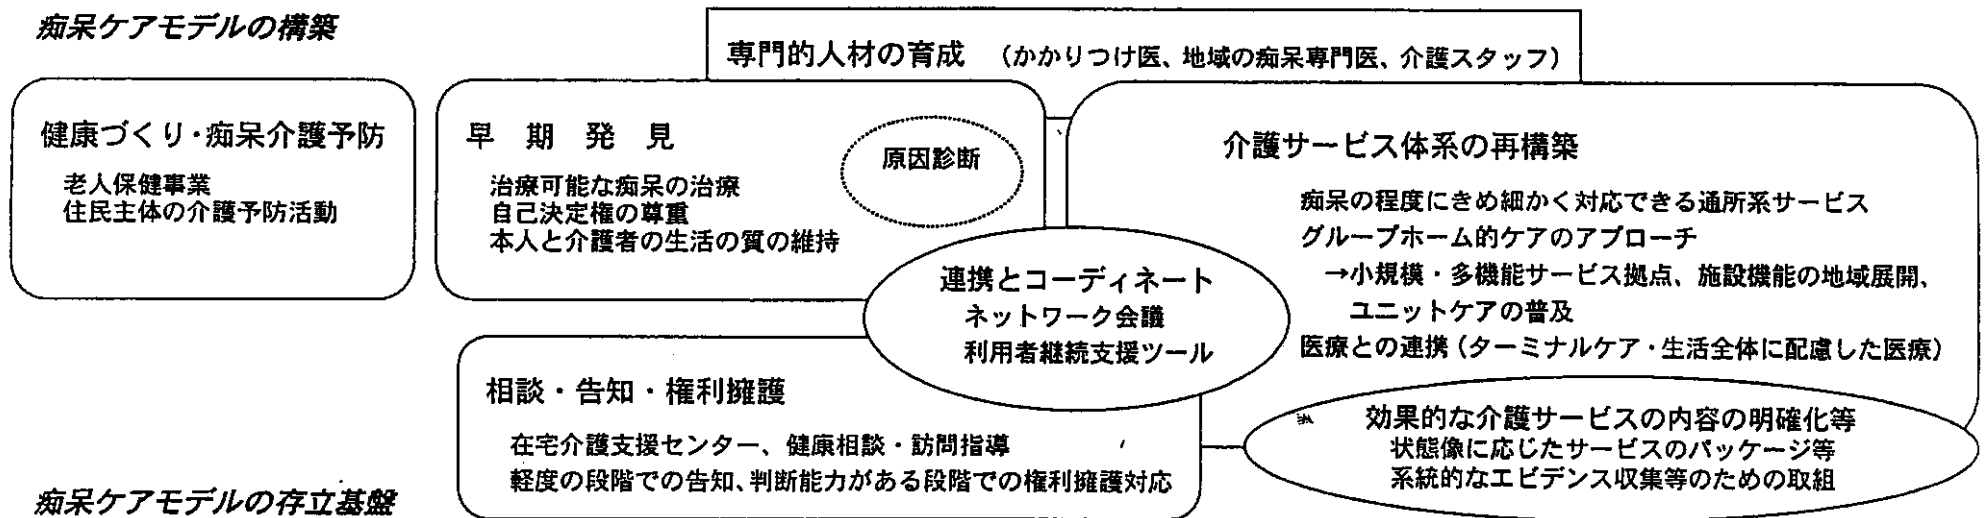 痴呆ケアモデルの構築
専門的人材の育成 （かかりつけ医、地域の痴呆専門医、介護スタッフ）
健康づくり・痴呆介護予防
老人保健事業
住民主体の介護予防活動
早期発見
原因診断
治療可能な痴呆の治療
自己決定権の尊重
本人と介護者の生活の質の維持
介護サービス体系の再構築
痴呆の程度にきめ細かく対応できる通所系サービス
グループホーム的ケアのアプローチ
→小規模・多機能サービス拠点、施設機能の地域展開、
ユニットケアの普及
医療との連携（ターミナルケア・生活全体に配慮した医療）
連携とコーディネート
ネットワーク会議
利用者継続支援ツール
相談・告知・権利擁護
在宅介護支援センター、健康相談・訪問指導
軽度の段階での告知、判断能力がある段階での権利擁護対応
効果的な介護サービスの内容の明確化等
状態像に応じたサービスのパッケージ等
系統的なエビデンス収集等のための取組
痴呆ケアモデルの存立基盤